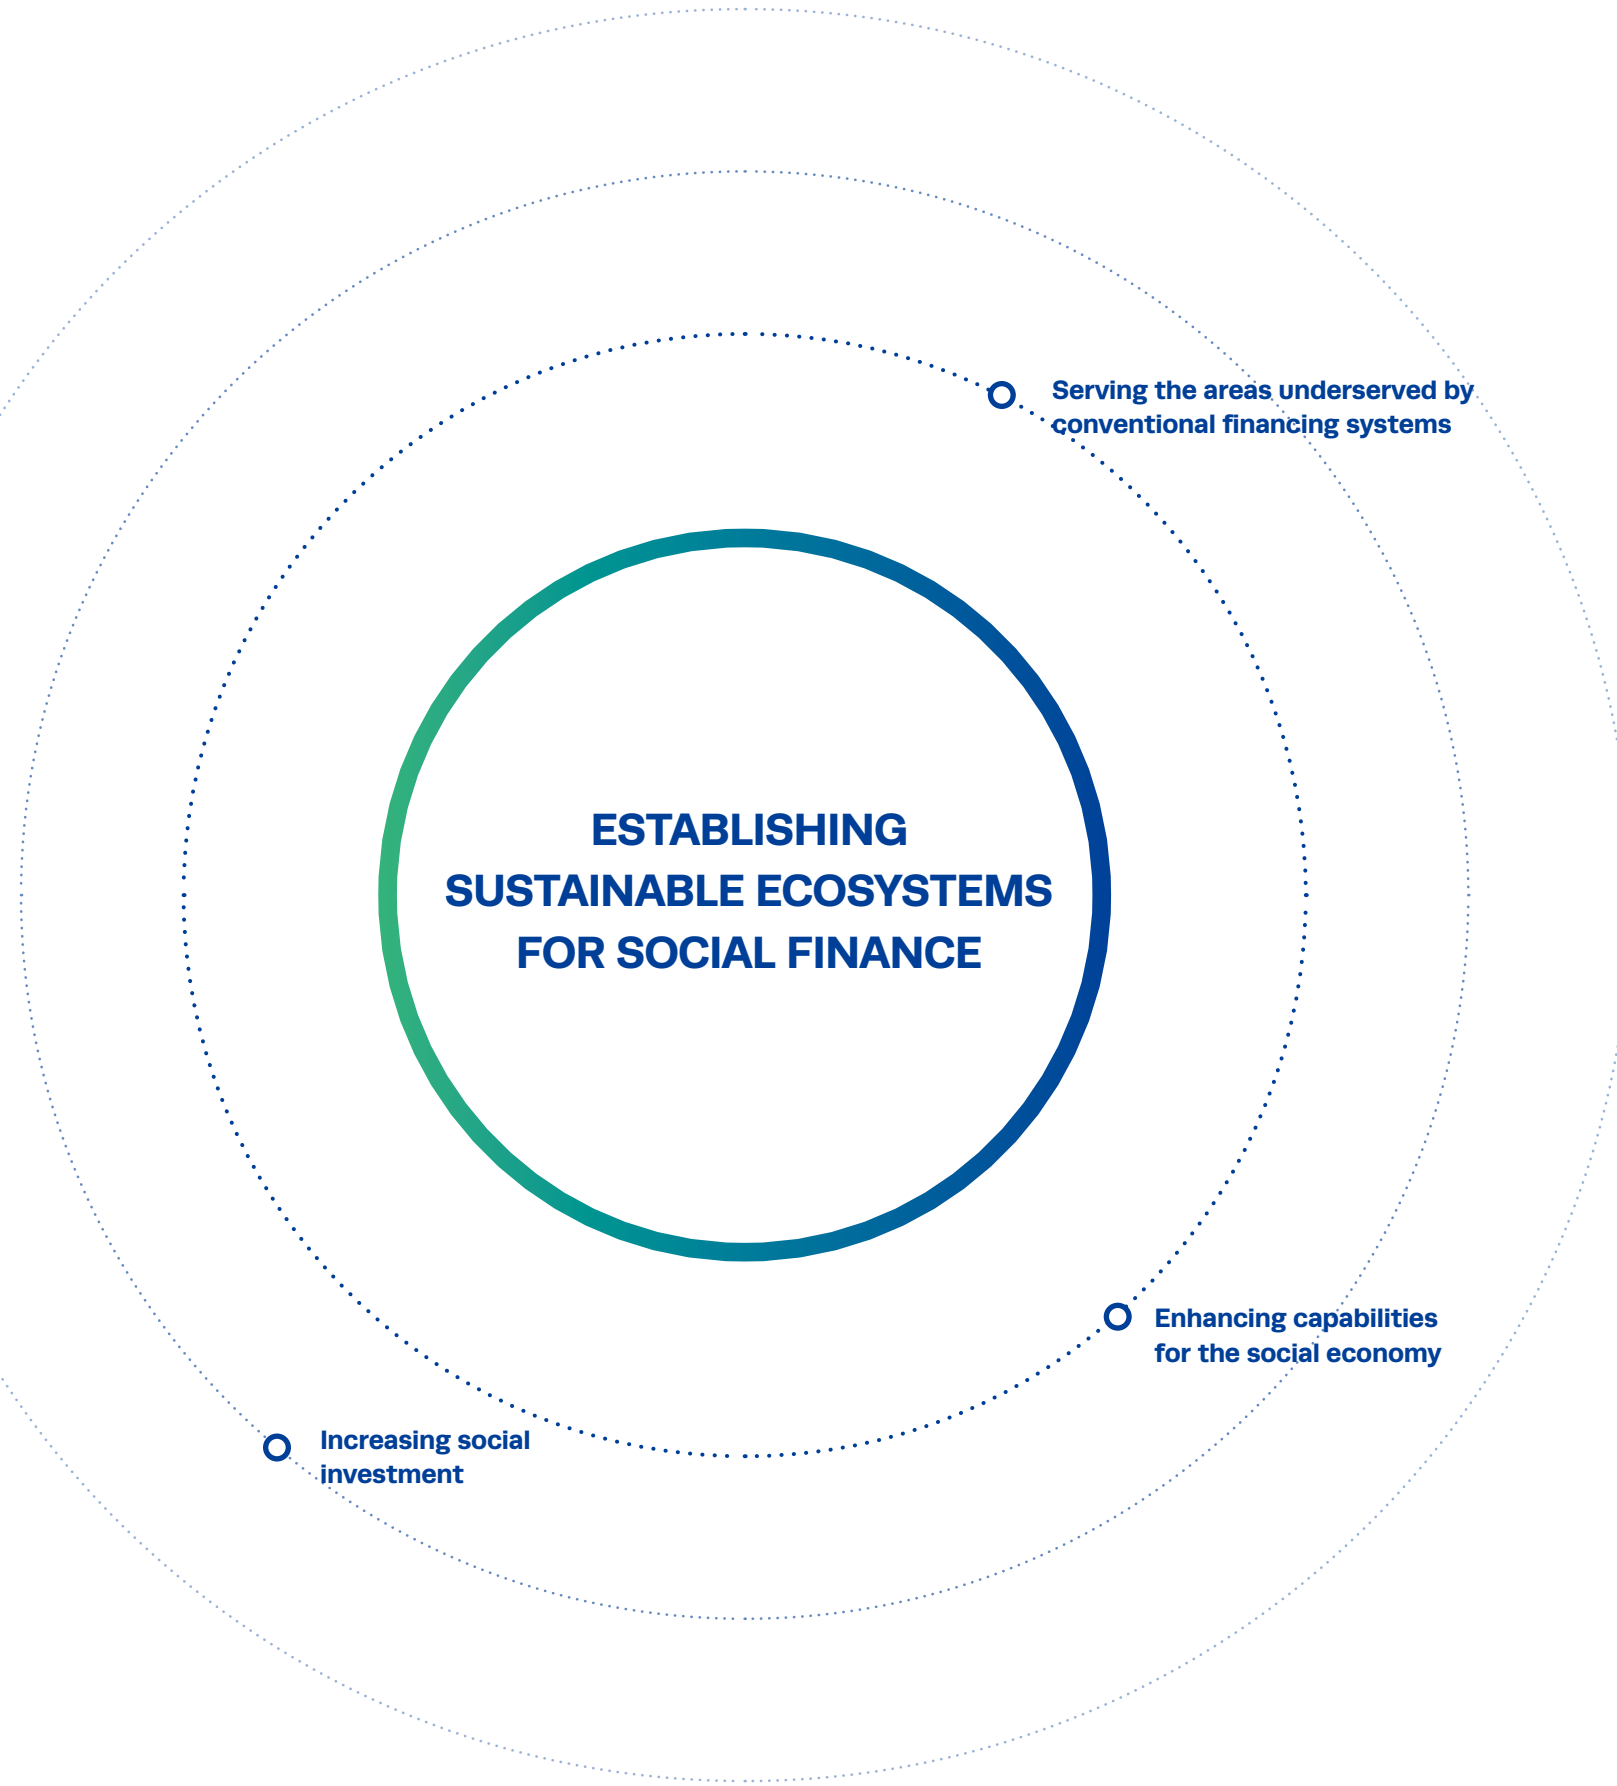 Serving the areas underserved by
conventional financing systems
ESTABLISHING
SUSTAINABLE ECOSYSTEMS
FOR SOCIAL FINANCE
Enhancing capabilities
for the social economy
Increasing social
investment